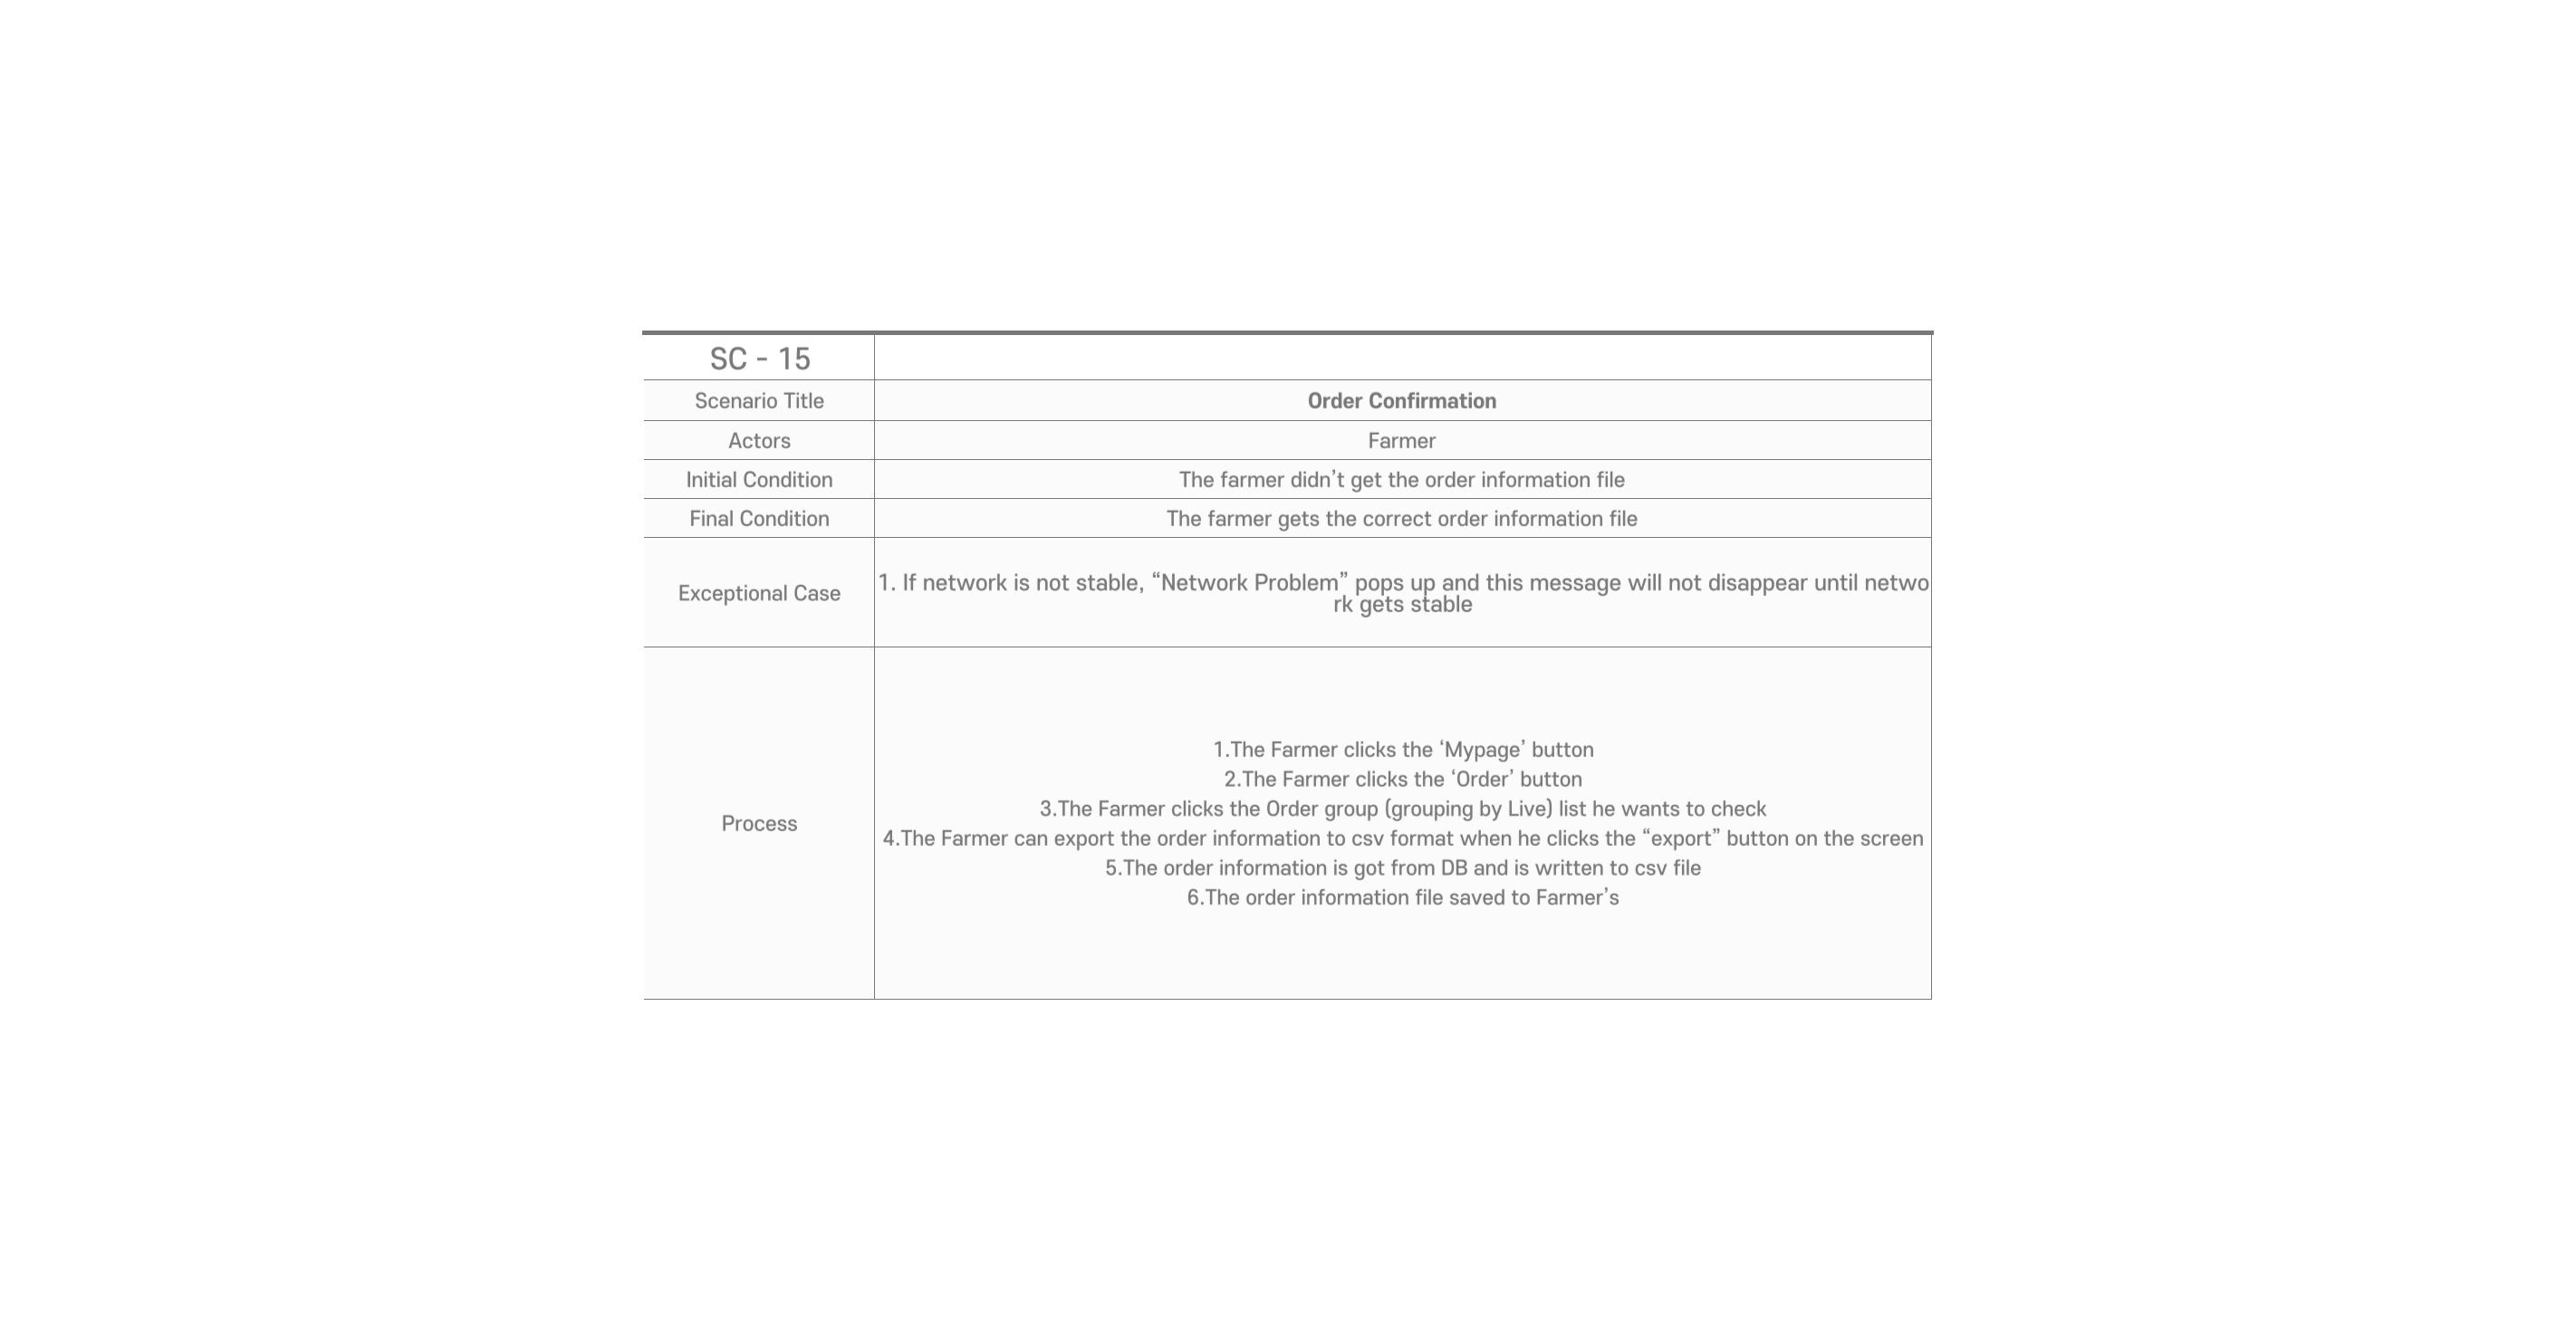 SC - 15
Scenario Title
Order Confirmation
Actors
Farmer
Initial Condition
The farmer didn’t get the order information file
Final Condition
The farmer gets the correct order information file
Exceptional Case
1. If network is not stable, “Network Problem” pops up and this message will not disappear until netwo
rk gets stable
Process
1.The Farmer clicks the ‘Mypage’ button
2.The Farmer clicks the ‘Order’ button
3.The Farmer clicks the Order group (grouping by Live) list he wants to check
4.The Farmer can export the order information to csv format when he clicks the “export” button on the screen
5.The order information is got from DB and is written to csv file
6.The order information file saved to Farmer’s